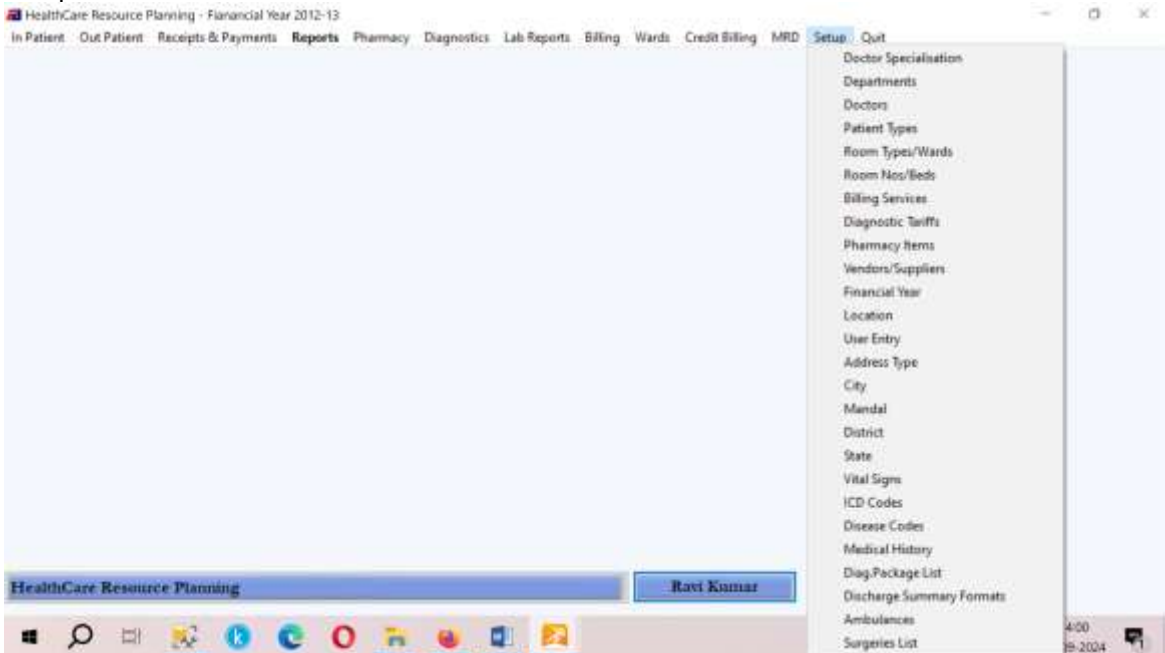 HealthCare Resource Planning - Fianancial Year 2012-13
In Patient Out Patient Receipts & Payments Reports Pharmacy Diagnostics Lab Reports Billing Wards Credit Billing MRD Setup Quit
Doctor Specialisation
Departments
Doctors
Patient Types
Room Types/Wards
Room Nos/Beds
Billing Services
Diagnostic Tariffs
Pharmacy Items
Vendors/Suppliers
Financial Year
Location
User Entry
Address Type
City
Mandal
District
State
Vital Signs
ICD Codes
Disease Codes
Medical History
Diag.Package List
Discharge Summary Formats
Ambulances
Surgeries List
HealthCare Resource Planning Ravi Kumar
4:00
09-2024